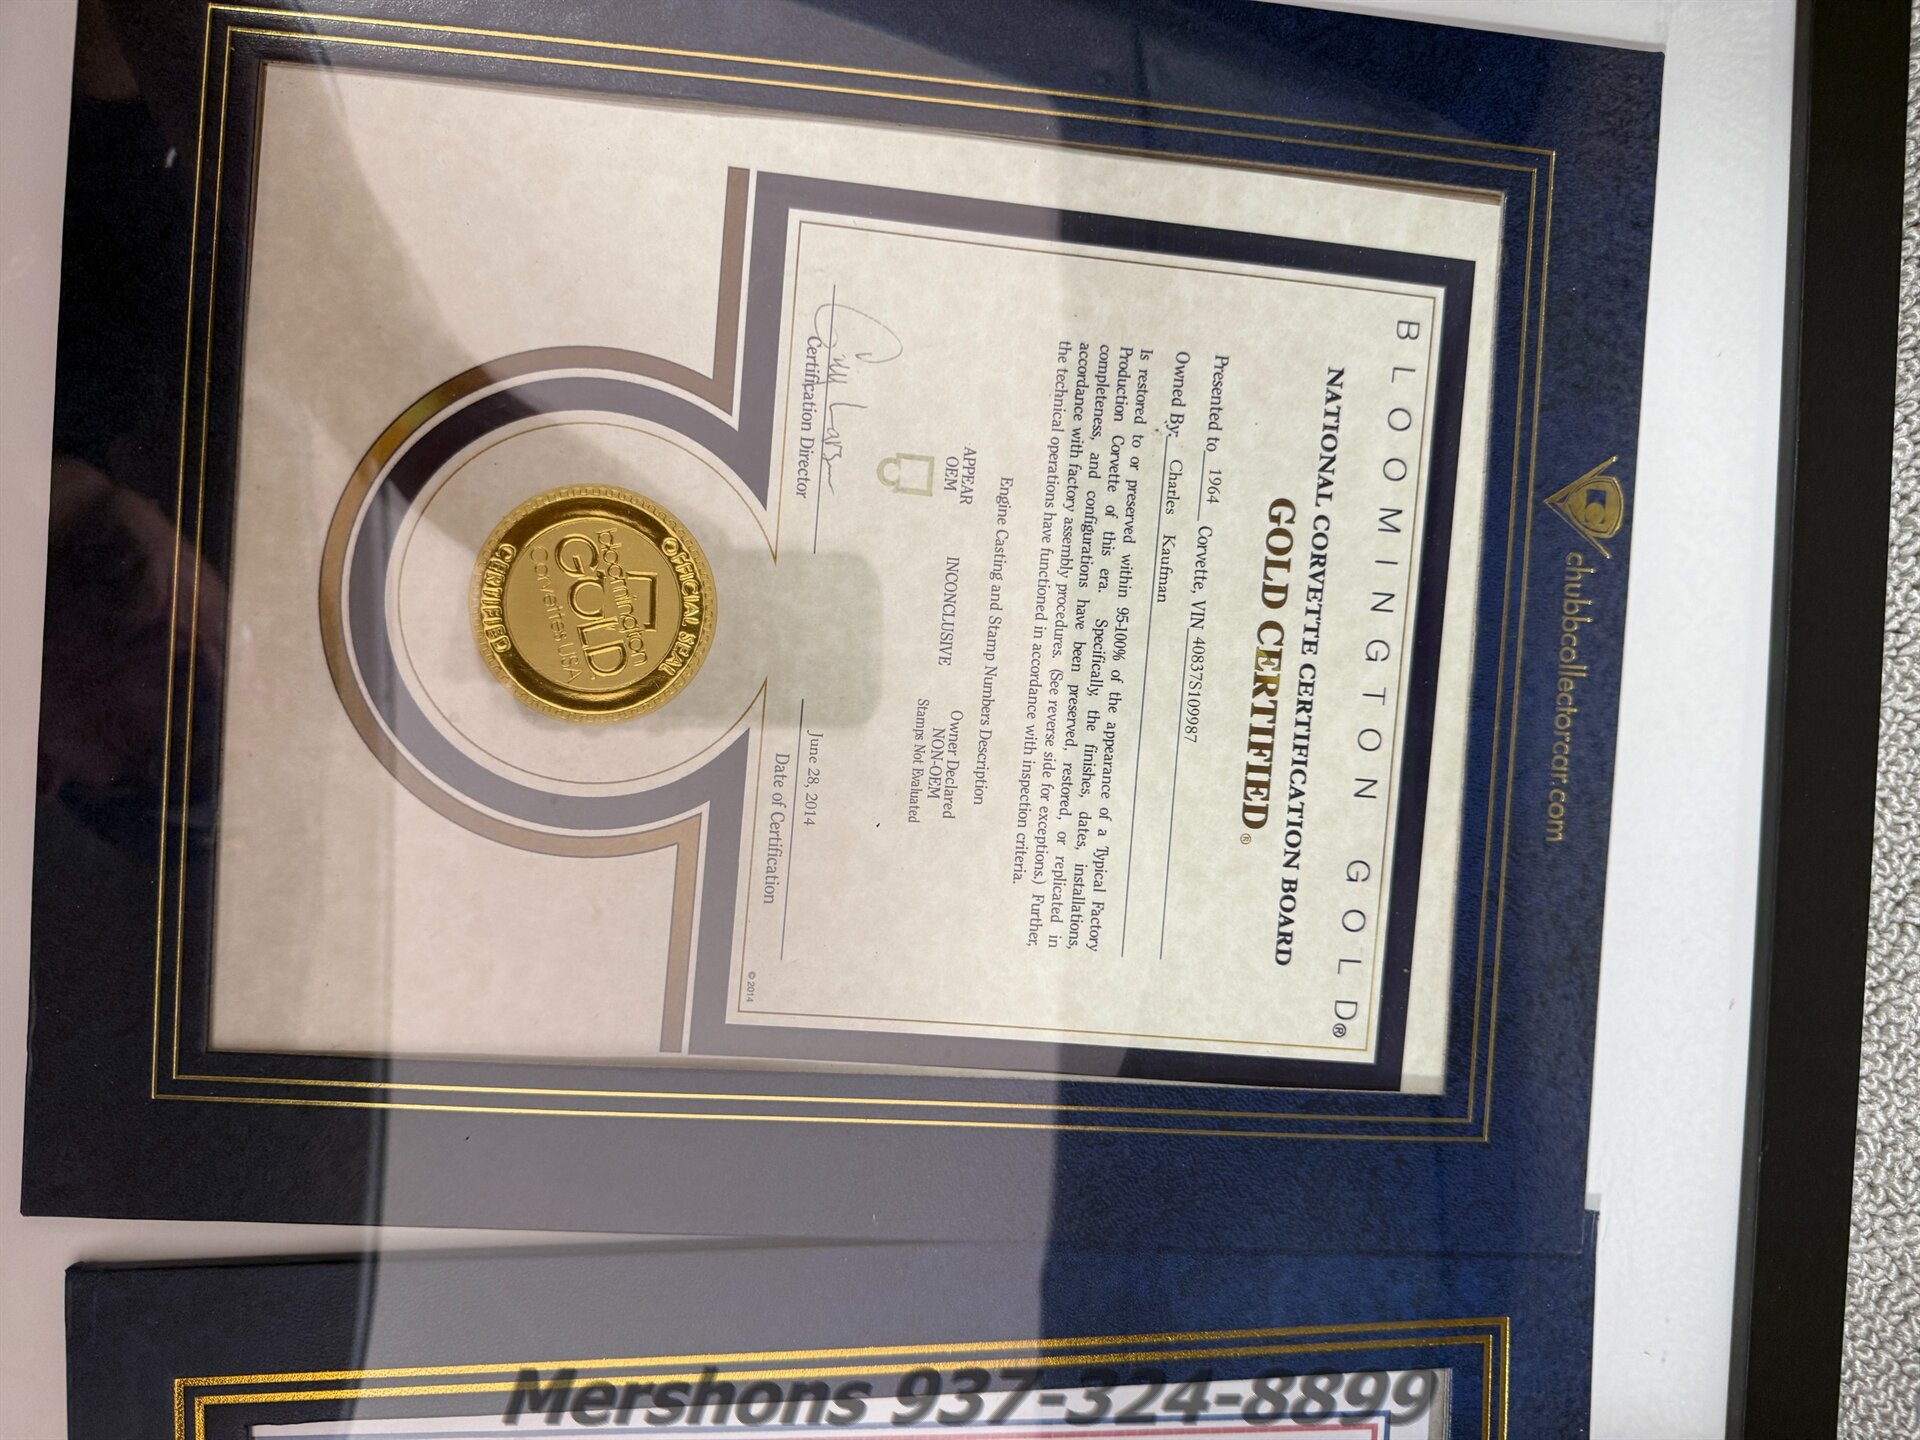 chubbcollectorcar.com
BLOOMINGTON GOLD®
NATIONAL CORVETTE CERTIFICATION BOARD
GOLD CERTIFIED®
Presented to 1964 Corvette, VIN 40837S109987
Owned By: Charles Kaufman
Is restored to or preserved within 95-100% of the appearance of a Typical Factory
Production Corvette of this era. Specifically, the finishes, dates, installations,
completeness, and configurations have been preserved, restored, or replicated in
accordance with factory assembly procedures. (See reverse side for exceptions.) Further,
the technical operations have functioned in accordance with inspection criteria.
Engine Casting and Stamp Numbers Description
APPEAR
OEM
INCONCLUSIVE
Owner Declared
NON-OEM
Stamps Not Evaluated
June 28, 2014
Certification Director
Date of Certification
© 2014
OFFICIAL SEAL
bloomington
GOLD
Corvettes USA
CERTIFIED
Mershons 937-324-8899